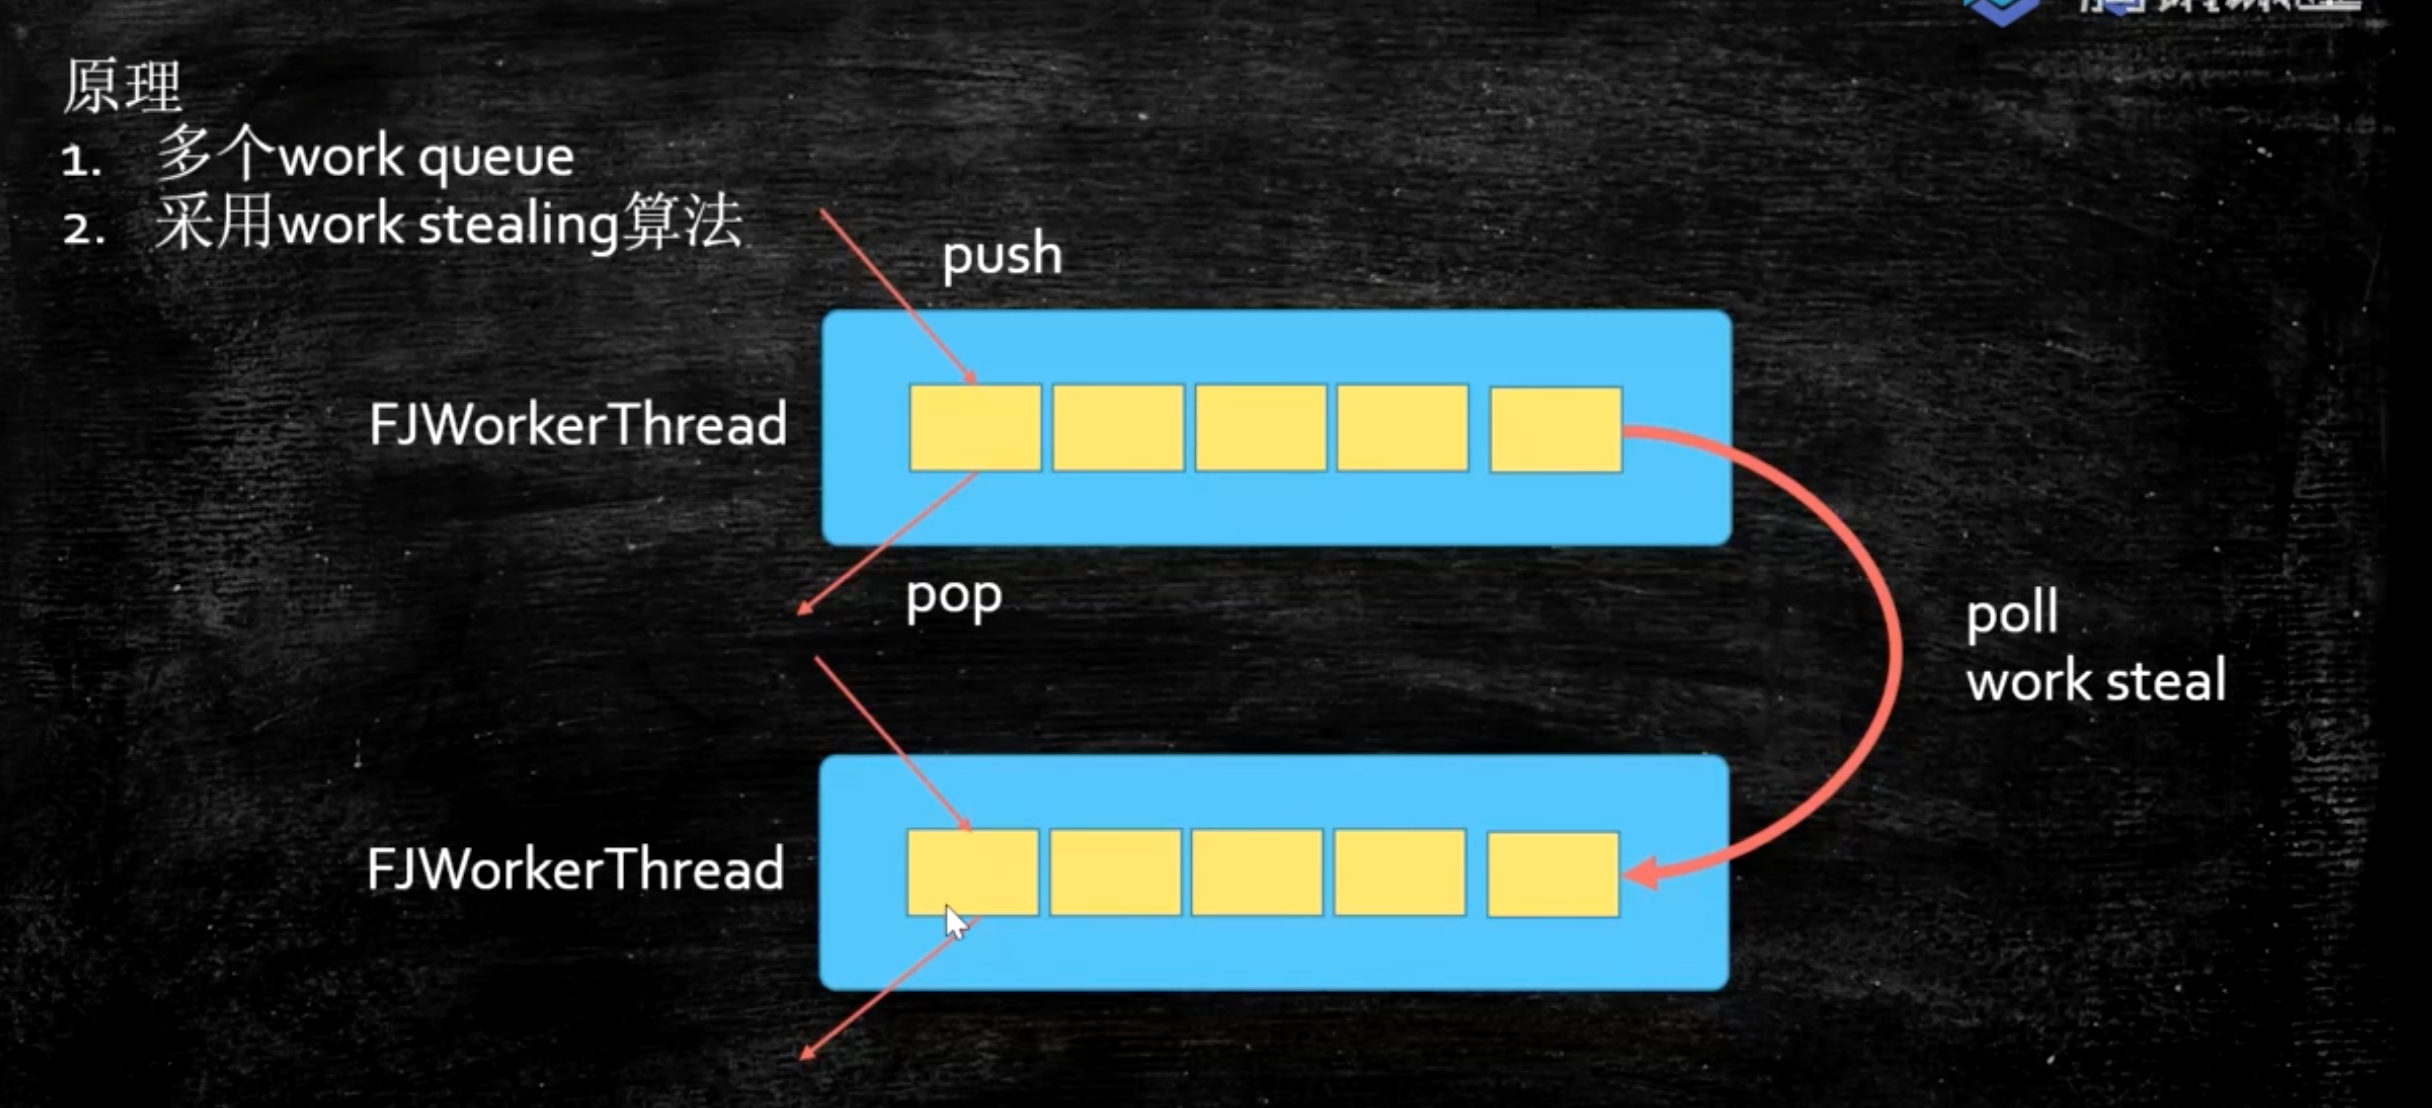 原理
1. 多个work queue
2. 采用work stealing算法
push
FJWorkerThread
pop
poll
work steal
FJWorkerThread